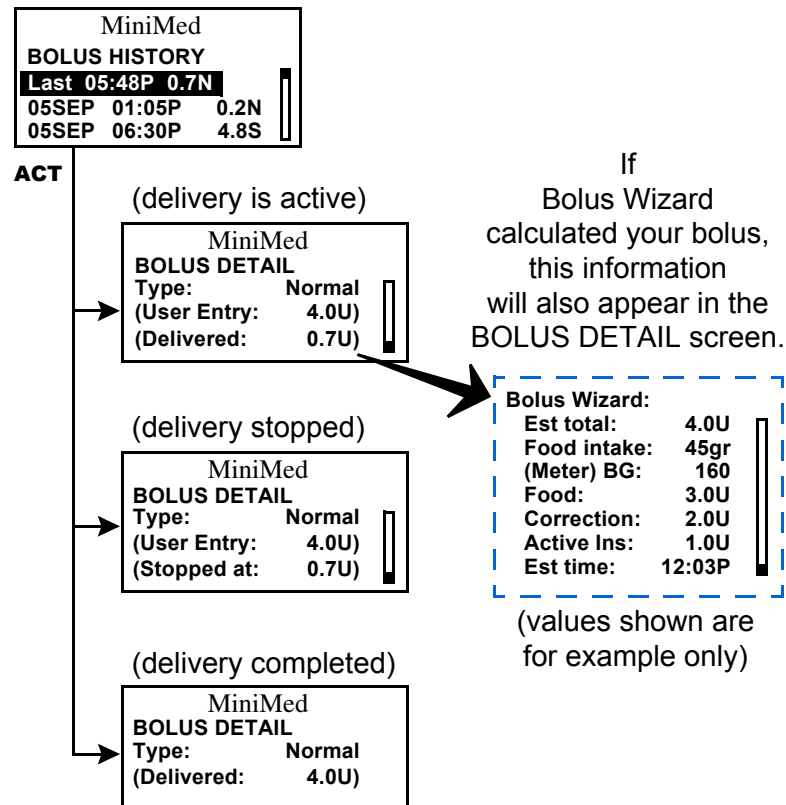 MiniMed
BOLUS HISTORY
Last 05:48P 0.7N
05SEP 01:05P 0.2N
05SEP 06:30P 4.8S
ACT
(delivery is active)
MiniMed
BOLUS DETAIL
Type: Normal
(User Entry: 4.0U)
(Delivered: 0.7U)
If
Bolus Wizard
calculated your bolus,
this information
will also appear in the
BOLUS DETAIL screen.
Bolus Wizard:
Est total: 4.0U
Food intake: 45gr
(Meter) BG: 160
Food: 3.0U
Correction: 2.0U
Active Ins: 1.0U
Est time: 12:03P
(values shown are
for example only)
(delivery stopped)
MiniMed
BOLUS DETAIL
Type: Normal
(User Entry: 4.0U)
(Stopped at: 0.7U)
(delivery completed)
MiniMed
BOLUS DETAIL
Type: Normal
(Delivered: 4.0U)